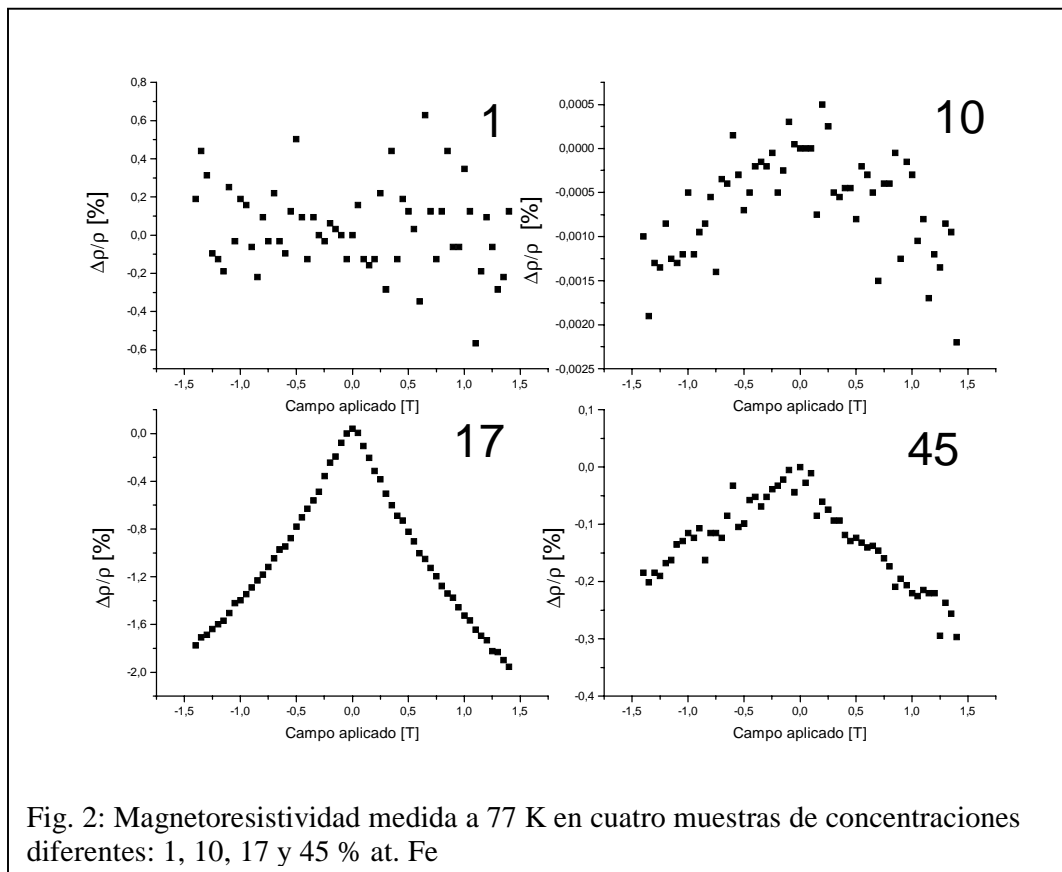 1
0,8
0,6
0,4
0,2
0,0
-0,2
-0,4
-0,6
Δρ/ρ [%]
-1,5 -1,0 -0,5 0,0 0,5 1,0 1,5
Campo aplicado [T]
10
0,0005
0,0000
-0,0005
-0,0010
-0,0015
-0,0020
-0,0025
Δρ/ρ [%]
-1,5 -1,0 -0,5 0,0 0,5 1,0 1,5
Campo aplicado [T]
17
0,0
-0,4
-0,8
-1,2
-1,6
-2,0
Δρ/ρ [%]
-1,5 -1,0 -0,5 0,0 0,5 1,0 1,5
Campo aplicado [T]
45
0,1
0,0
-0,1
-0,2
-0,3
-0,4
Δρ/ρ [%]
-1,5 -1,0 -0,5 0,0 0,5 1,0 1,5
Campo aplicado [T]
Fig. 2: Magnetoresistividad medida a 77 K en cuatro muestras de concentraciones
diferentes: 1, 10, 17 y 45 % at. Fe